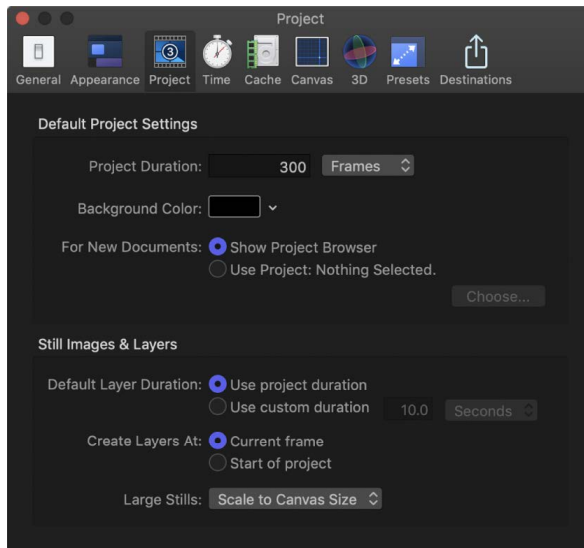 Project
3
General Appearance Project Time Cache Canvas 3D Presets Destinations
Default Project Settings
Project Duration: 300 Frames
Background Color:
For New Documents: Show Project Browser
Use Project: Nothing Selected.
Choose...
Still Images & Layers
Default Layer Duration: Use project duration
Use custom duration 10.0 Seconds
Create Layers At: Current frame
Start of project
Large Stills: Scale to Canvas Size